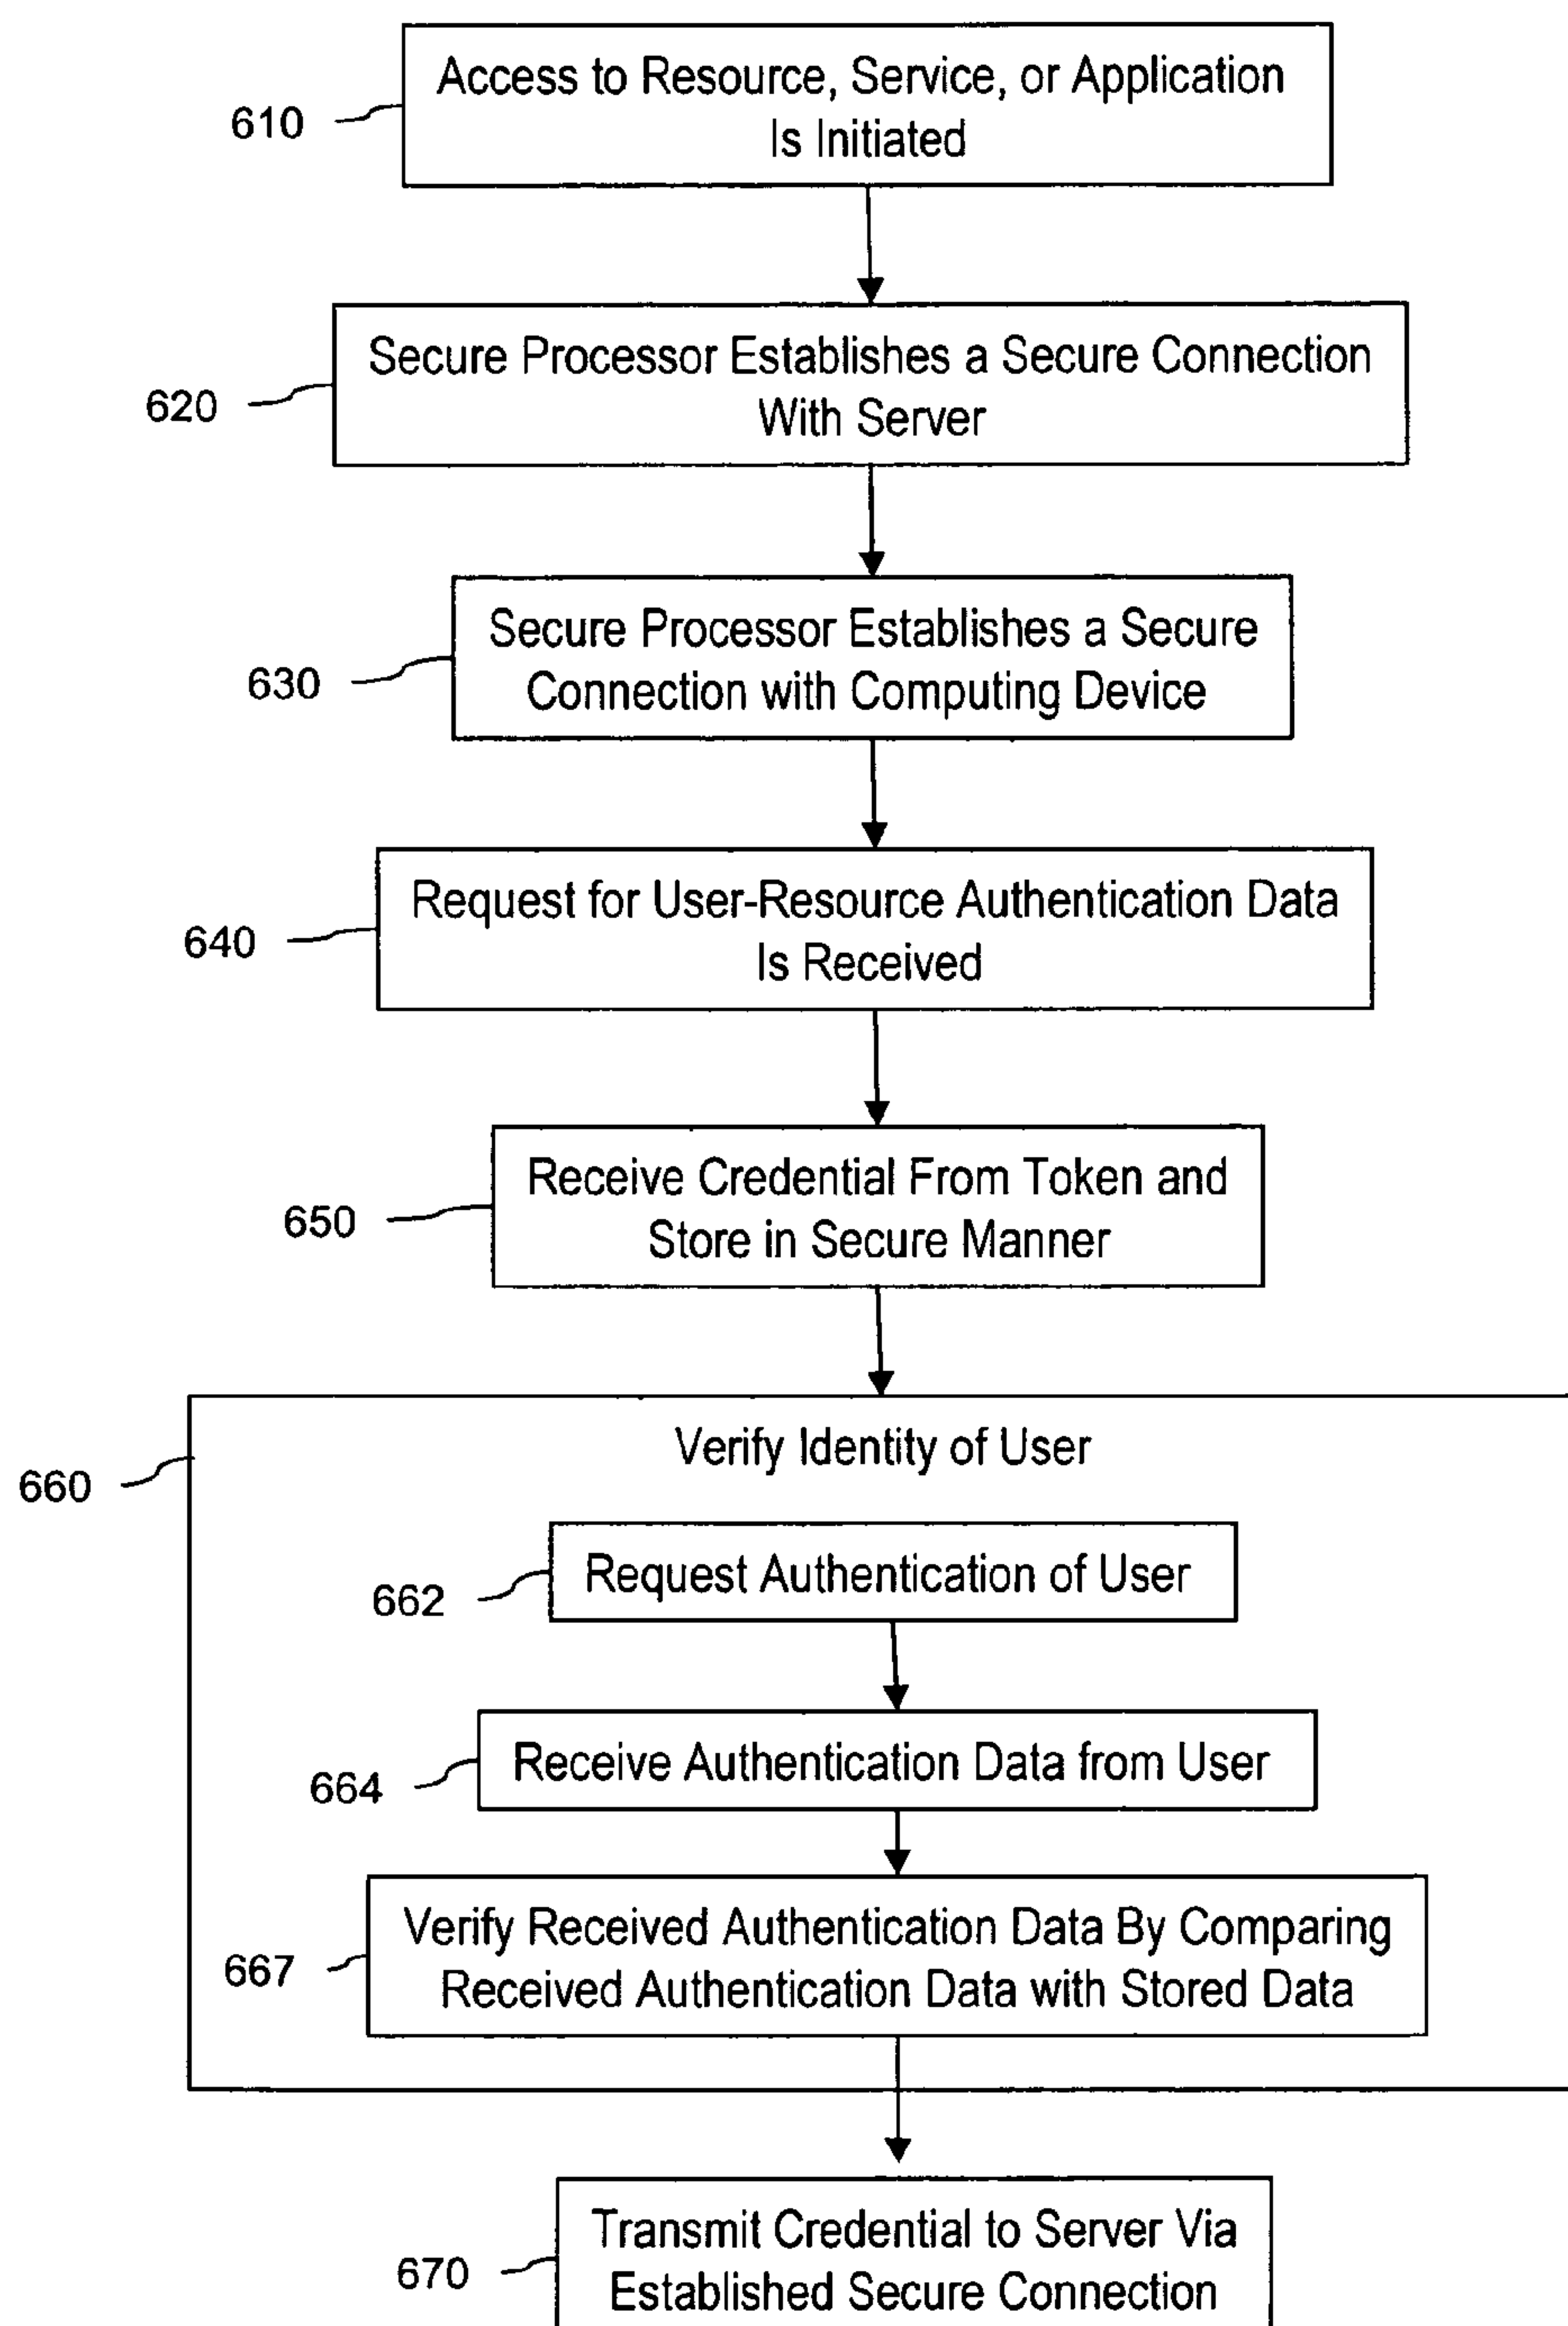 Access to Resource, Service, or Application
Is Initiated
610
Secure Processor Establishes a Secure Connection
With Server
620
Secure Processor Establishes a Secure
Connection with Computing Device
630
Request for User-Resource Authentication Data
Is Received
640
Receive Credential From Token and
Store in Secure Manner
650
Verify Identity of User
660
Request Authentication of User
662
Receive Authentication Data from User
664
Verify Received Authentication Data By Comparing
Received Authentication Data with Stored Data
667
Transmit Credential to Server Via
Established Secure Connection
670